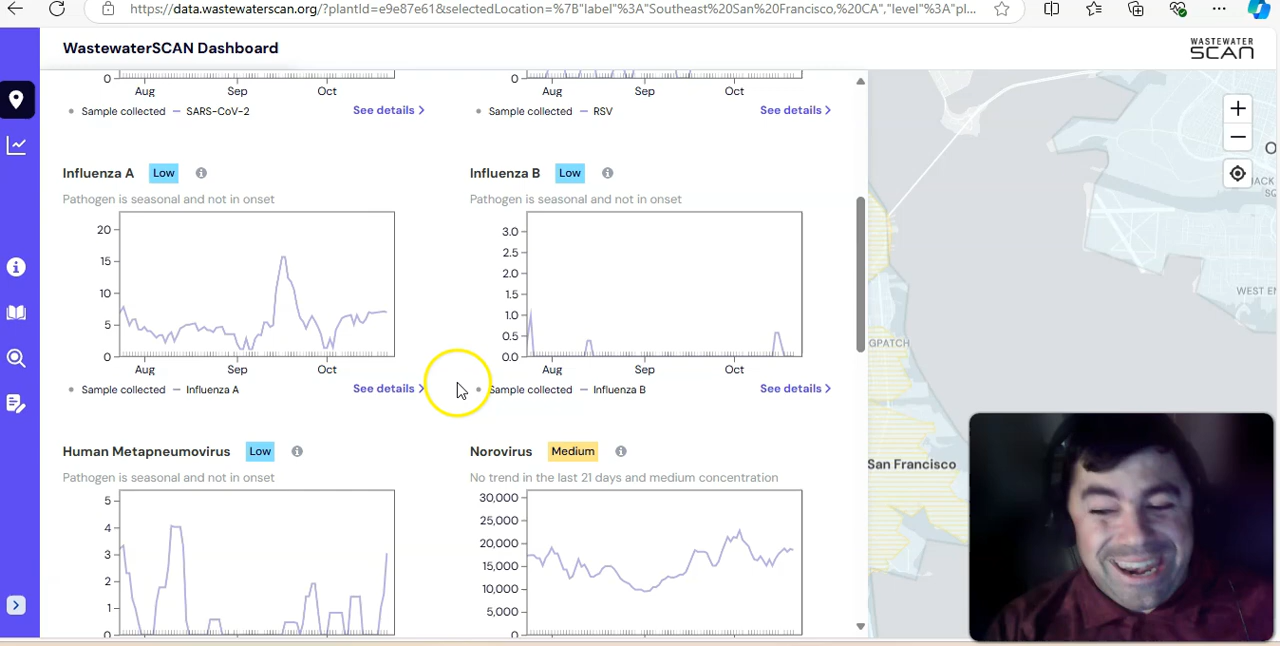 https://data.wastewaterscan.org/?plantId=e9e87e61&selectedLocation=%7B"label"%3A"Southeast%20San%20Francisco,%20CA","level"%3A"pl...
WastewaterSCAN Dashboard
WASTEWATER
SCAN
0
0
Aug Sep Oct
Aug Sep Oct
Sample collected SARS-CoV-2 See details
Sample collected RSV See details
Influenza A Low
Pathogen is seasonal and not in onset
20
15
10
5
0
Aug Sep Oct
Sample collected Influenza A See details
Influenza B Low
Pathogen is seasonal and not in onset
3.0
2.5
2.0
1.5
1.0
0.5
0.0
Aug Sep Oct
Sample collected Influenza B See details
Human Metapneumovirus Low
Pathogen is seasonal and not in onset
5
4
3
2
1
0
Norovirus Medium
No trend in the last 21 days and medium concentration
30,000
25,000
20,000
15,000
10,000
5,000
0
O
JACK
SQ
WEST EN
GPATCH
San Francisco